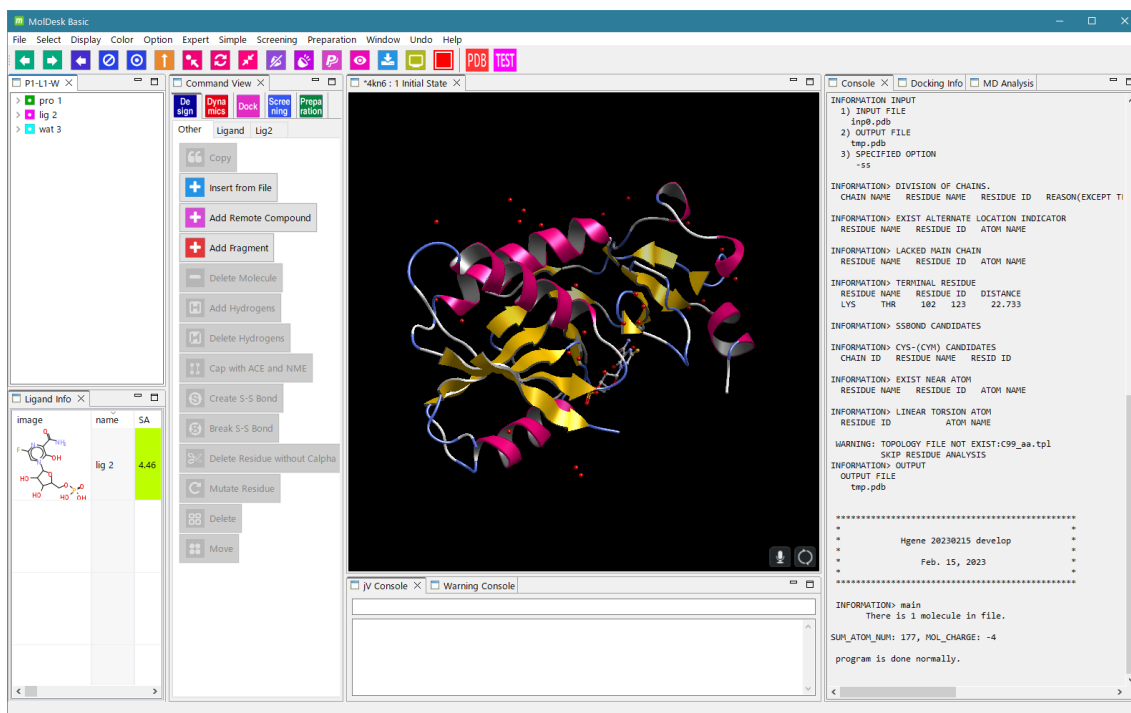 MolDesk Basic
File Select Display Color Option Expert Simple Screening Preparation Window Undo Help
PDB TEST
P1-L1-W
pro 1
lig 2
wat 3
Ligand Info
image name SA
F N O NH₂ OH
N
HO O O O
HO OH HO OH
lig 2 4.46
Command View
De sign Dyna mics Dock Scree ning Prepa ration
Other Ligand Lig2
Copy
Insert from File
Add Remote Compound
Add Fragment
Delete Molecule
Add Hydrogens
Delete Hydrogens
Cap with ACE and NME
Create S-S Bond
Break S-S Bond
Delete Residue without Calpha
Mutate Residue
Delete
Move
*4kn6 : 1 Initial State
jV Console Warning Console
Console Docking Info MD Analysis
INFORMATION INPUT
1) INPUT FILE
inp0.pdb
2) OUTPUT FILE
tmp.pdb
3) SPECIFIED OPTION
-ss
INFORMATION> DIVISION OF CHAINS.
CHAIN NAME RESIDUE NAME RESIDUE ID REASON(EXCEPT T
INFORMATION> EXIST ALTERNATE LOCATION INDICATOR
RESIDUE NAME RESIDUE ID ATOM NAME
INFORMATION> LACKED MAIN CHAIN
RESIDUE NAME RESIDUE ID ATOM NAME
INFORMATION> TERMINAL RESIDUE
RESIDUE NAME RESIDUE ID DISTANCE
LYS THR 102 123 22.733
INFORMATION> SSBOND CANDIDATES
INFORMATION> CYS-(CYM) CANDIDATES
CHAIN ID RESIDUE NAME RESID ID
INFORMATION> EXIST NEAR ATOM
RESIDUE NAME RESIDUE ID ATOM NAME
INFORMATION> LINEAR TORSION ATOM
RESIDUE ID ATOM NAME
WARNING: TOPOLOGY FILE NOT EXIST:C99_aa.tpl
SKIP RESIDUE ANALYSIS
INFORMATION> OUTPUT
OUTPUT FILE
tmp.pdb
************************************************
* *
* Hgene 20230215 develop *
* *
* Feb. 15, 2023 *
* *
************************************************
INFORMATION> main
There is 1 molecule in file.
SUM_ATOM_NUM: 177, MOL_CHARGE: -4
program is done normally.